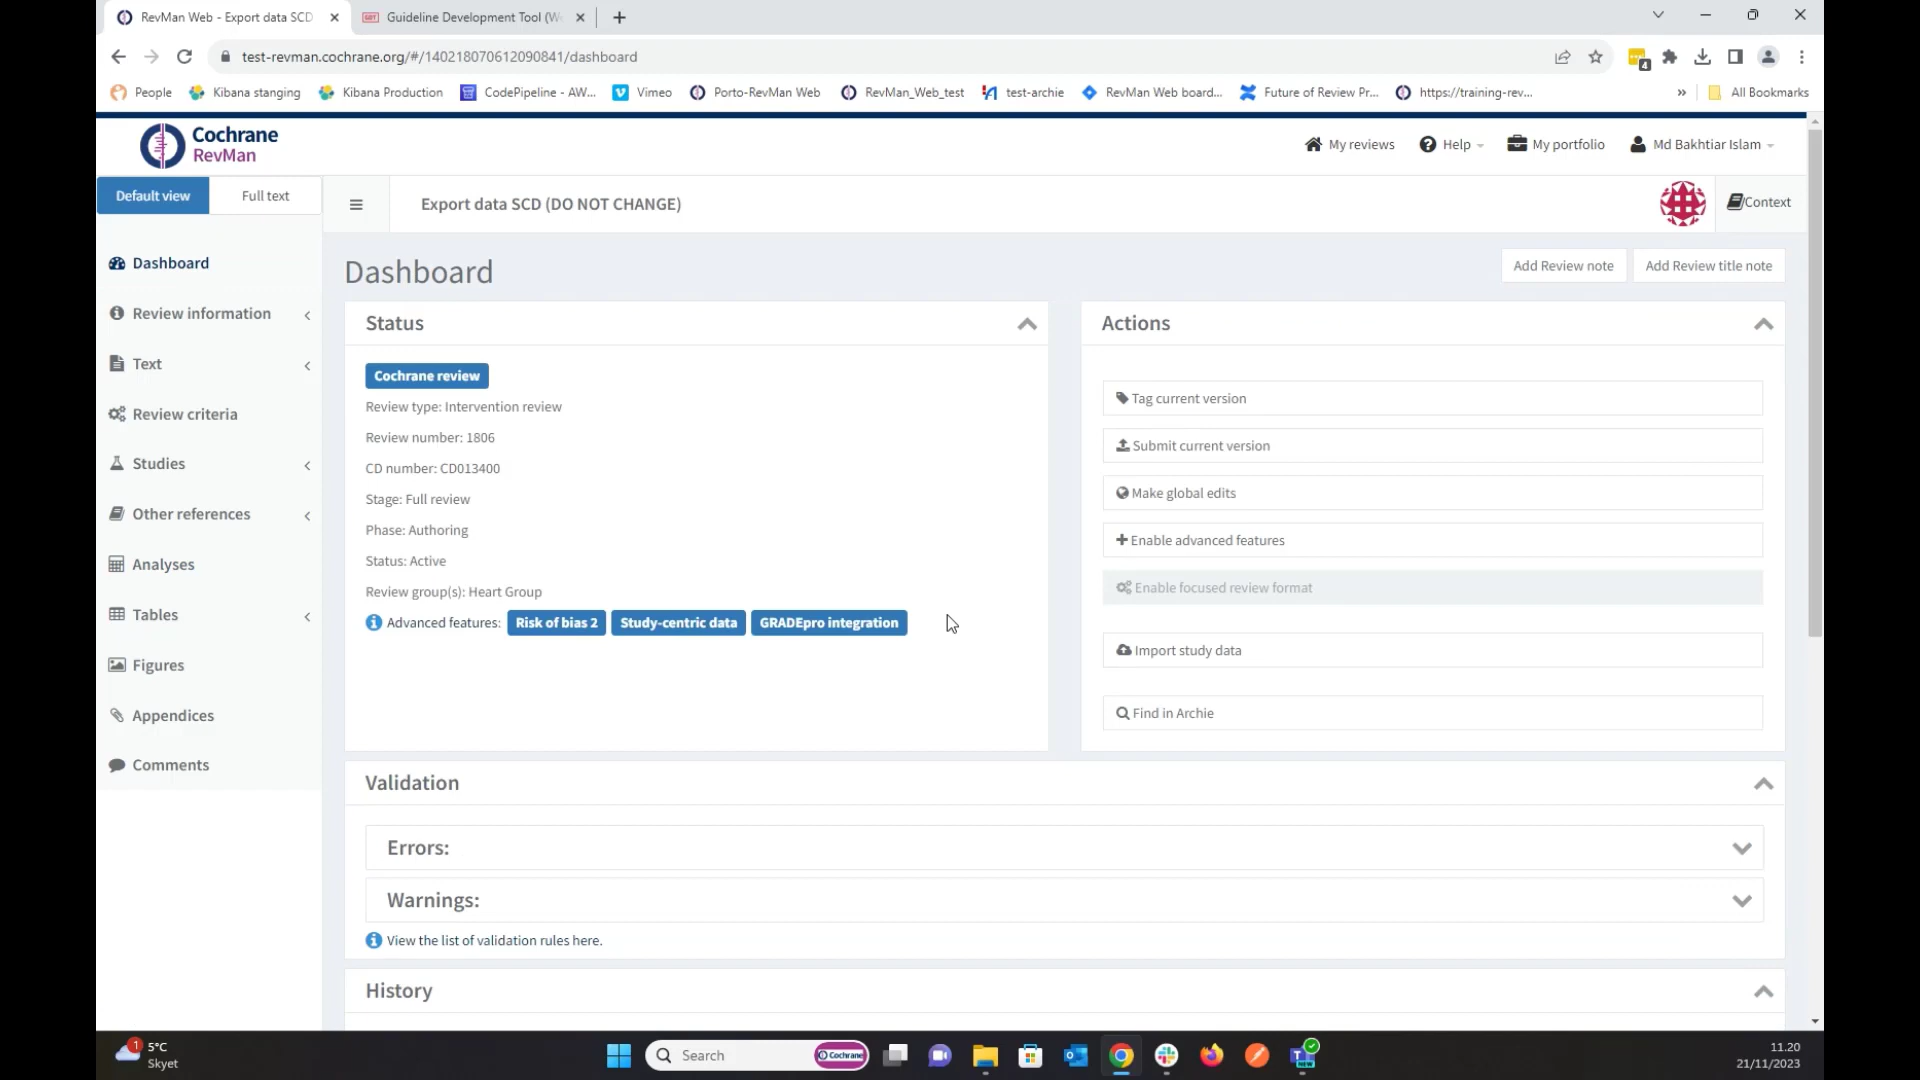 RevMan Web - Export data SCD
Guideline Development Tool (W
test-revman.cochrane.org/#/140218070612090841/dashboard
4
People
Kibana stanging
Kibana Production
CodePipeline - AW...
Vimeo
Porto-RevMan Web
RevMan_Web_test
test-archie
RevMan Web board...
Future of Review Pr...
https://training-rev...
»
All Bookmarks
Cochrane
RevMan
My reviews
Help
My portfolio
Md Bakhtiar Islam
Default view
Full text
Export data SCD (DO NOT CHANGE)
Context
Dashboard
Review information
Text
Review criteria
Studies
Other references
Analyses
Tables
Figures
Appendices
Comments
Dashboard
Add Review note
Add Review title note
Status
Cochrane review
Review type: Intervention review
Review number: 1806
CD number: CD013400
Stage: Full review
Phase: Authoring
Status: Active
Review group(s): Heart Group
Advanced features: Risk of bias 2 Study-centric data GRADEpro integration
Actions
Tag current version
Submit current version
Make global edits
Enable advanced features
Enable focused review format
Import study data
Find in Archie
Validation
Errors:
Warnings:
View the list of validation rules here.
History
1
5°C
Skyet
Search
Cochrane
11.20
21/11/2023